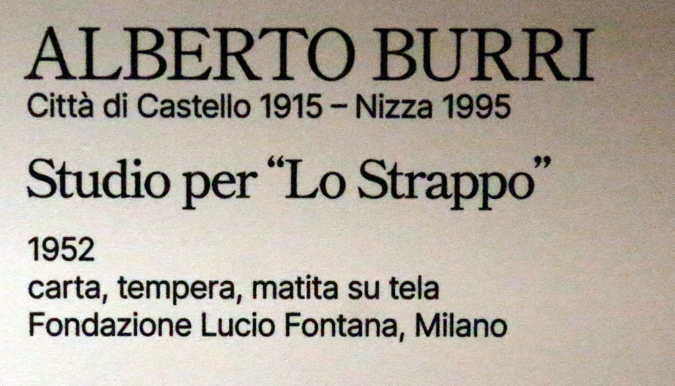 ALBERTO BURRI
Città di Castello 1915 – Nizza 1995
Studio per “Lo Strappo”
1952
carta, tempera, matita su tela
Fondazione Lucio Fontana, Milano